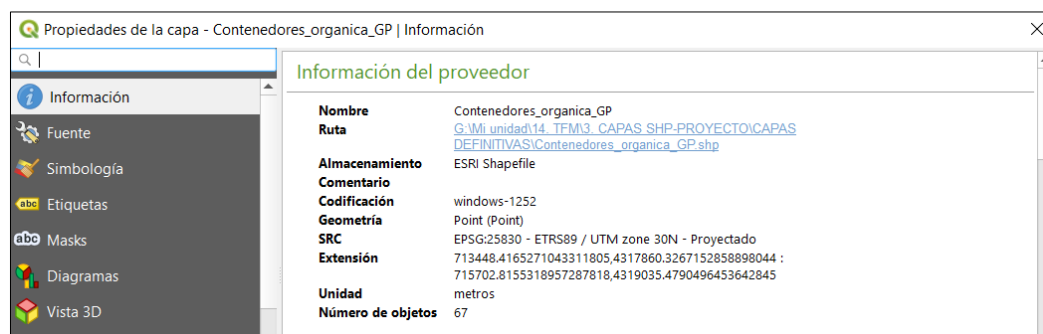 Propiedades de la capa - Contenedores_organica_GP | Información
Información
Fuente
Simbología
abc Etiquetas
abc Masks
Diagramas
Vista 3D
Información del proveedor
Nombre Contenedores_organica_GP
Ruta G:\Mi unidad\14. TFM\3. CAPAS SHP-PROYECTO\CAPAS
DEFINITIVAS\Contenedores_organica_GP.shp
Almacenamiento ESRI Shapefile
Comentario
Codificación windows-1252
Geometría Point (Point)
SRC EPSG:25830 - ETRS89 / UTM zone 30N - Proyectado
Extensión 713448.4165271043311805,4317860.3267152858898044 :
715702.8155318957287818,4319035.4790496453642845
Unidad metros
Número de objetos 67